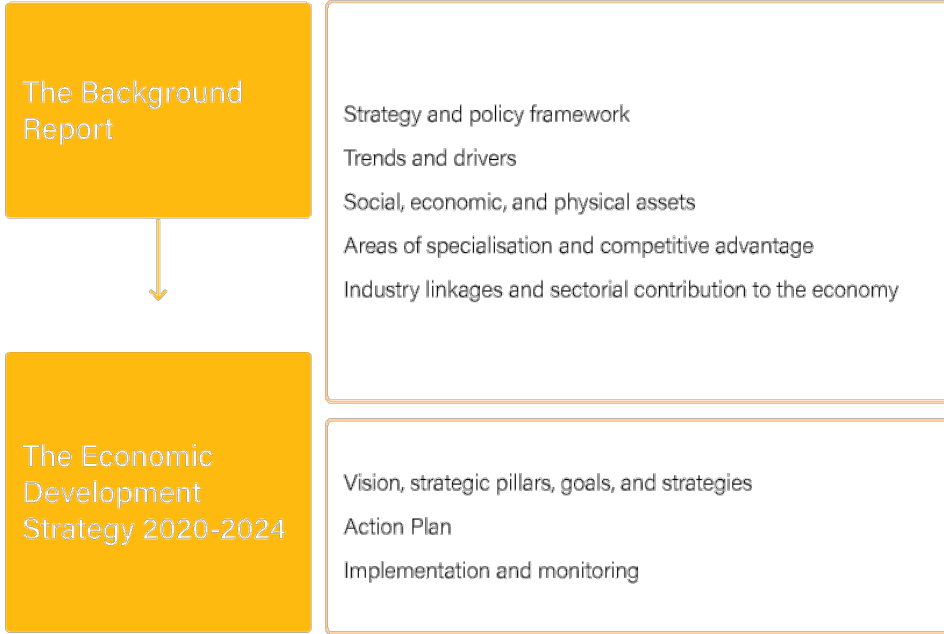 The Background
Report
Strategy and policy framework
Trends and drivers
Social, economic, and physical assets
Areas of specialisation and competitive advantage
Industry linkages and sectorial contribution to the economy
The Economic
Development
Strategy 2020-2024
Vision, strategic pillars, goals, and strategies
Action Plan
Implementation and monitoring